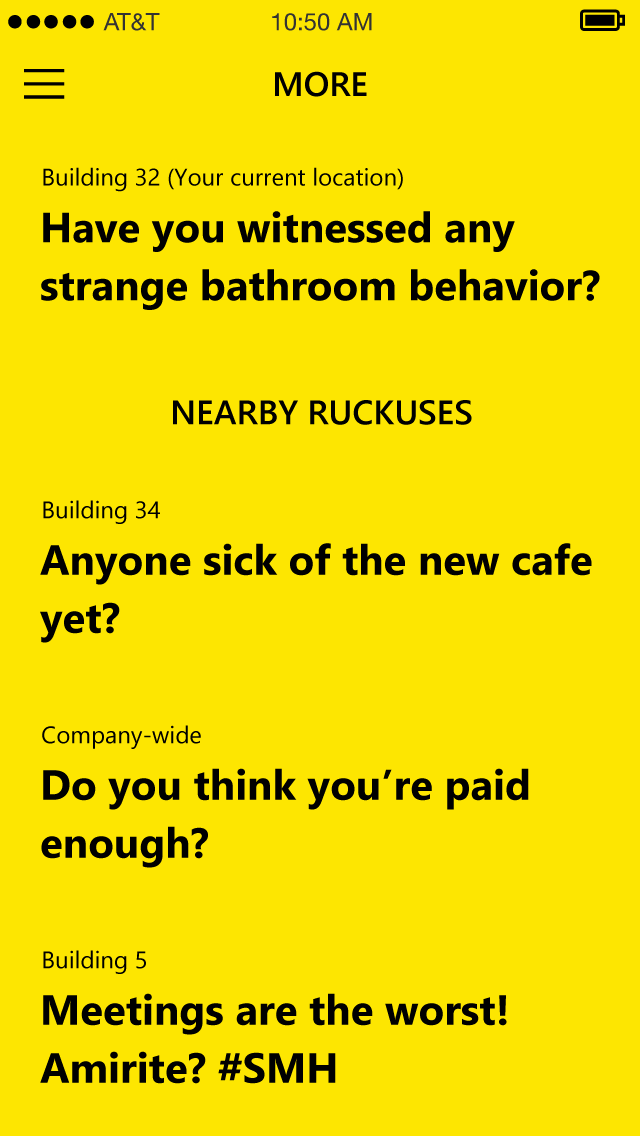 AT&T 10:50 AM
MORE
Building 32 (Your current location)
Have you witnessed any
strange bathroom behavior?
NEARBY RUCKUSES
Building 34
Anyone sick of the new cafe
yet?
Company-wide
Do you think you’re paid
enough?
Building 5
Meetings are the worst!
Amirite? #SMH